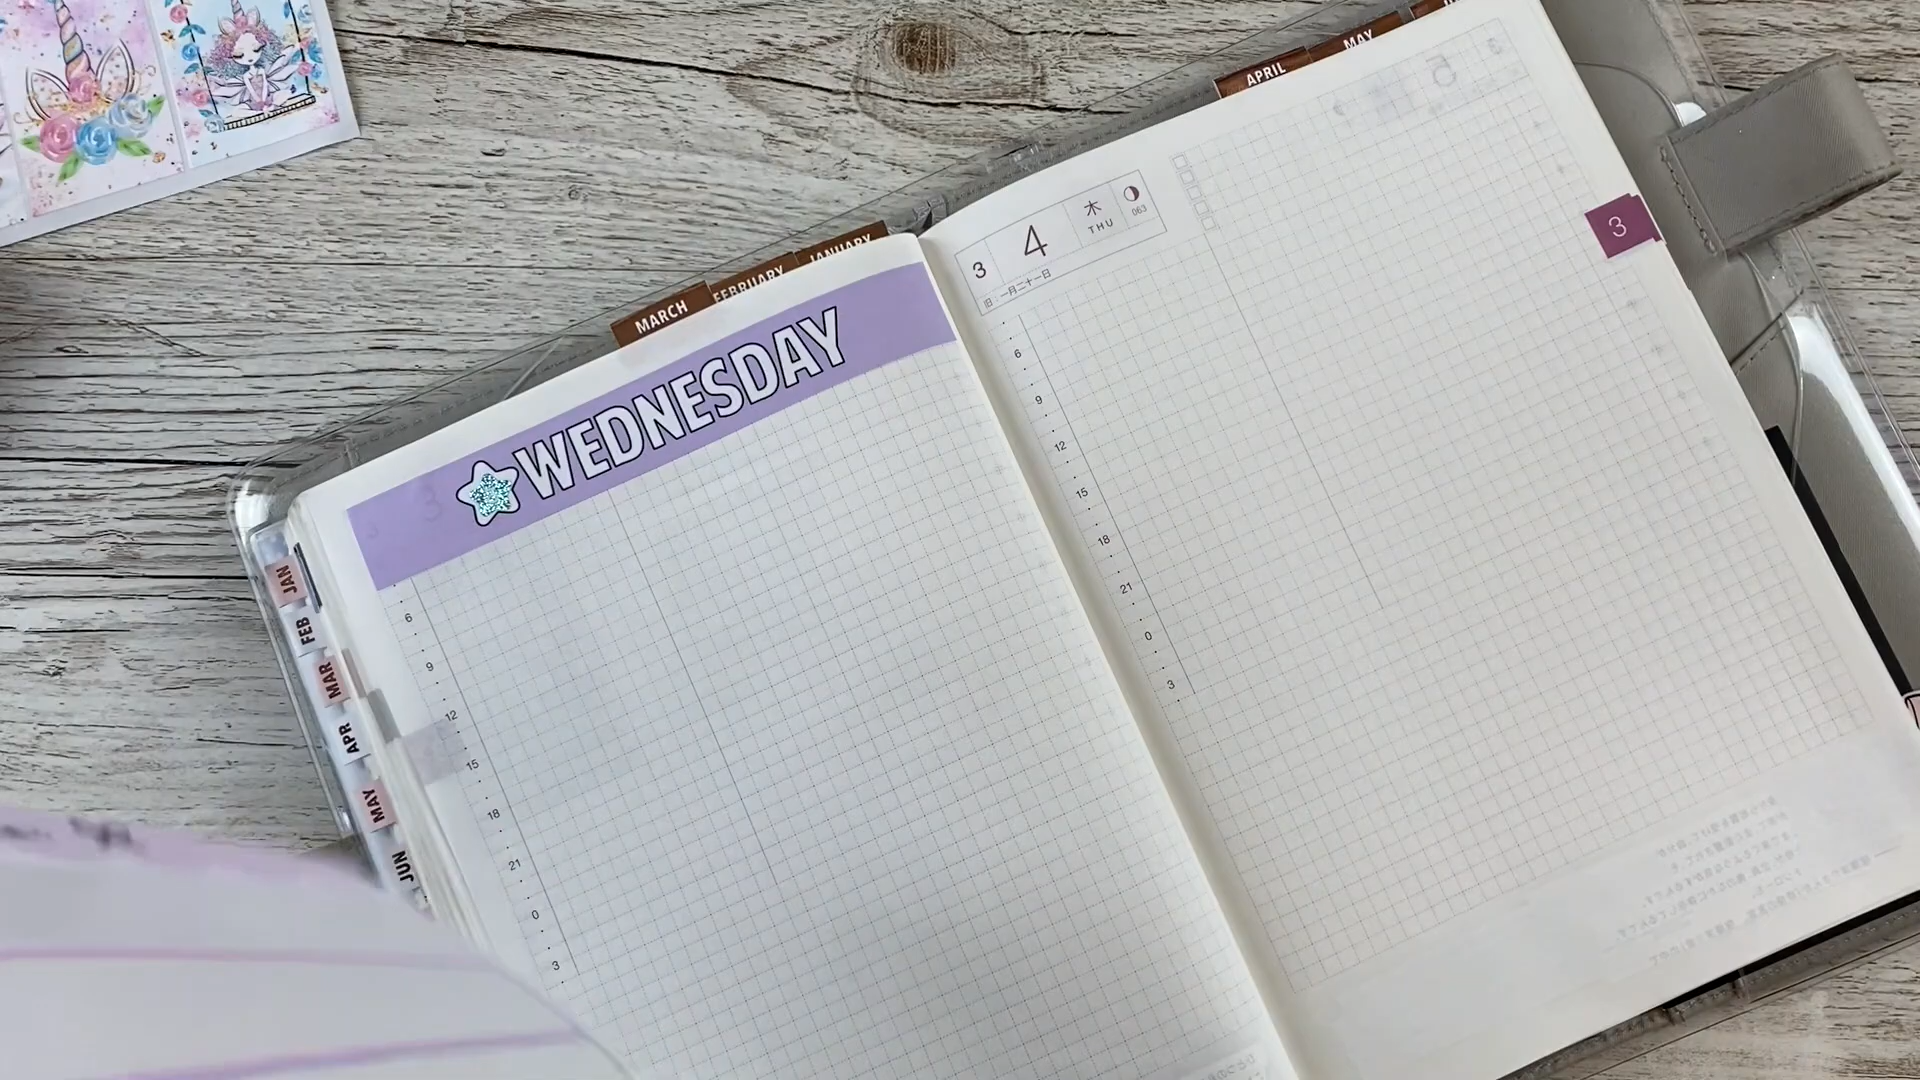 MAY
APRIL
JANUARY
FEBRUARY
MARCH
WEDNESDAY
3
6
9
12
15
18
21
0
3
JAN
FEB
MAR
APR
MAY
JUN
3
4
木
THU
063
旧 一月二十一日
6
9
12
15
18
21
0
3
3